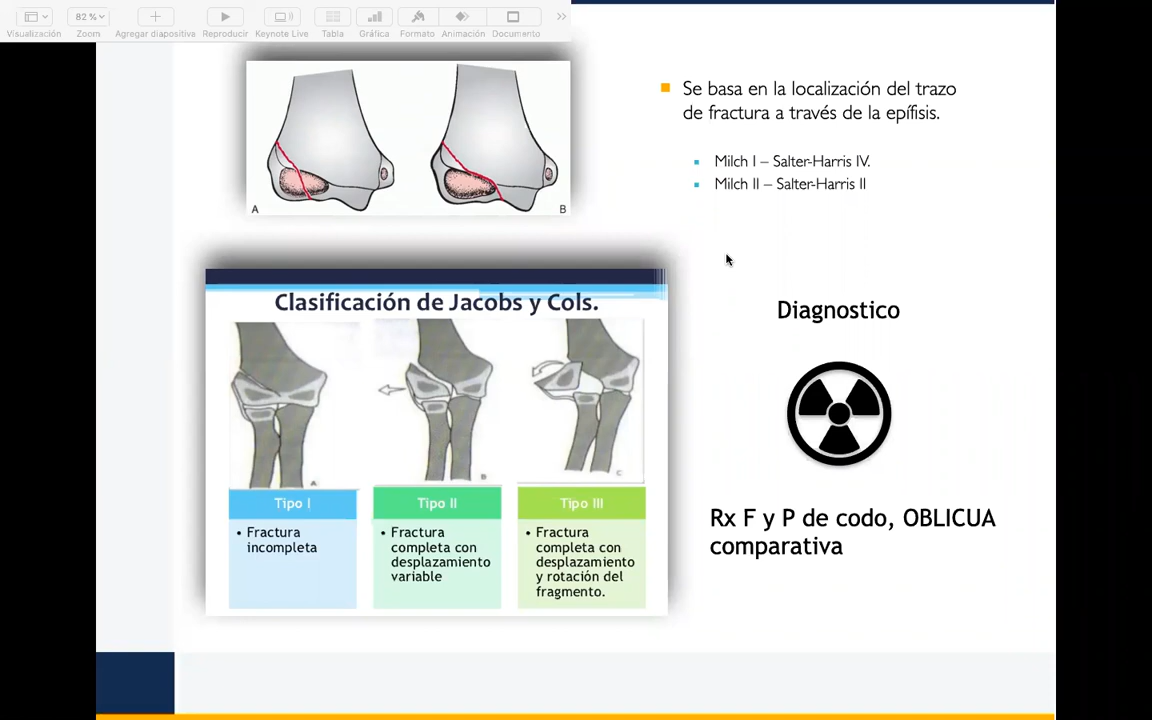 82 %
Visualización
Zoom
Agregar diapositiva
Reproducir
Keynote Live
Tabla
Gráfica
Formato
Animación
Documento
A
B
Se basa en la localización del trazo
de fractura a través de la epífisis.
Milch I – Salter-Harris IV.
Milch II – Salter-Harris II
Clasificación de Jacobs y Cols.
A
B
C
Tipo I
• Fractura
incompleta
Tipo II
• Fractura
completa con
desplazamiento
variable
Tipo III
• Fractura
completa con
desplazamiento
y rotación del
fragmento.
Diagnostico
Rx F y P de codo, OBLICUA
comparativa